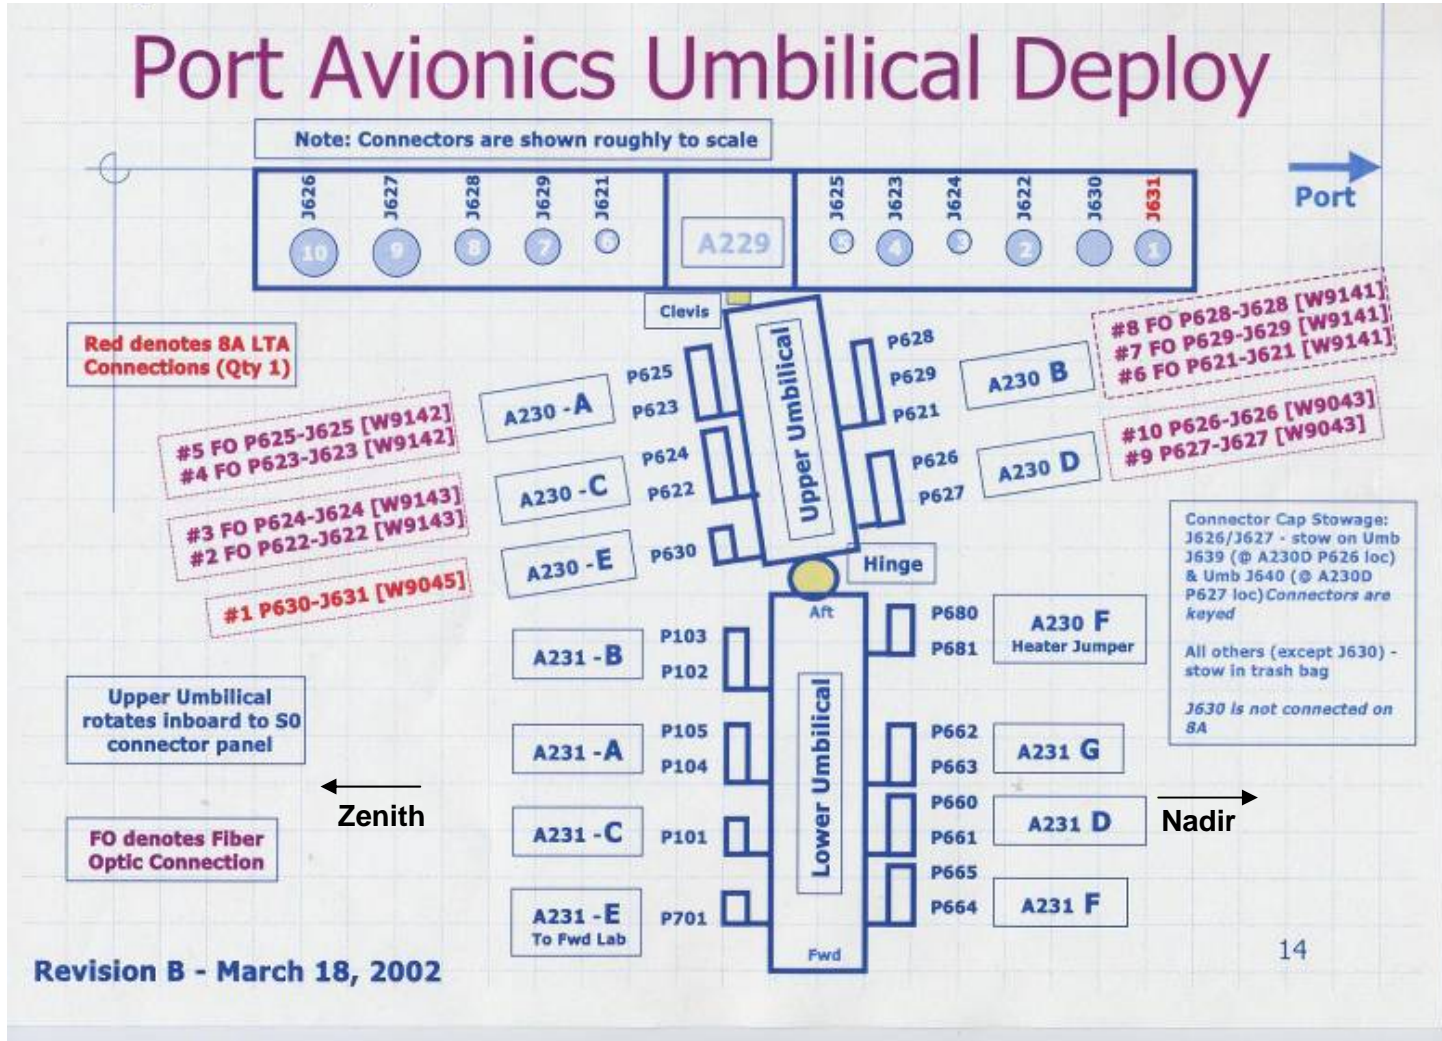 Port Avionics Umbilical Deploy
Note: Connectors are shown roughly to scale
Port
J626
J627
J628
J629
J621
J625
J623
J624
J622
J630
J631
10
9
8
7
6
A229
5
4
3
2
1
Clevis
Red denotes 8A LTA
Connections (Qty 1)
#5 FO P625-J625 [W9142]
#4 FO P623-J623 [W9142]
#3 FO P624-J624 [W9143]
#2 FO P622-J622 [W9143]
#1 P630-J631 [W9045]
A230 -A
A230 -C
A230 -E
P625
P623
P624
P622
P630
Upper Umbilical
P628
P629
P621
P626
P627
A230 B
A230 D
#8 FO P628-J628 [W9141]
#7 FO P629-J629 [W9141]
#6 FO P621-J621 [W9141]
#10 P626-J626 [W9043]
#9 P627-J627 [W9043]
Hinge
Connector Cap Stowage:
J626/J627 - stow on Umb
J639 (@ A230D P626 loc)
& Umb J640 (@ A230D
P627 loc)Connectors are
keyed
All others (except J630) -
stow in trash bag
J630 is not connected on
8A
Upper Umbilical
rotates inboard to S0
connector panel
Zenith
FO denotes Fiber
Optic Connection
A231 -B
A231 -A
A231 -C
A231 -E
To Fwd Lab
P103
P102
P105
P104
P101
P701
Aft
Lower Umbilical
Fwd
P680
P681
P662
P663
P660
P661
P665
P664
A230 F
Heater Jumper
A231 G
A231 D
A231 F
Nadir
14
Revision B - March 18, 2002